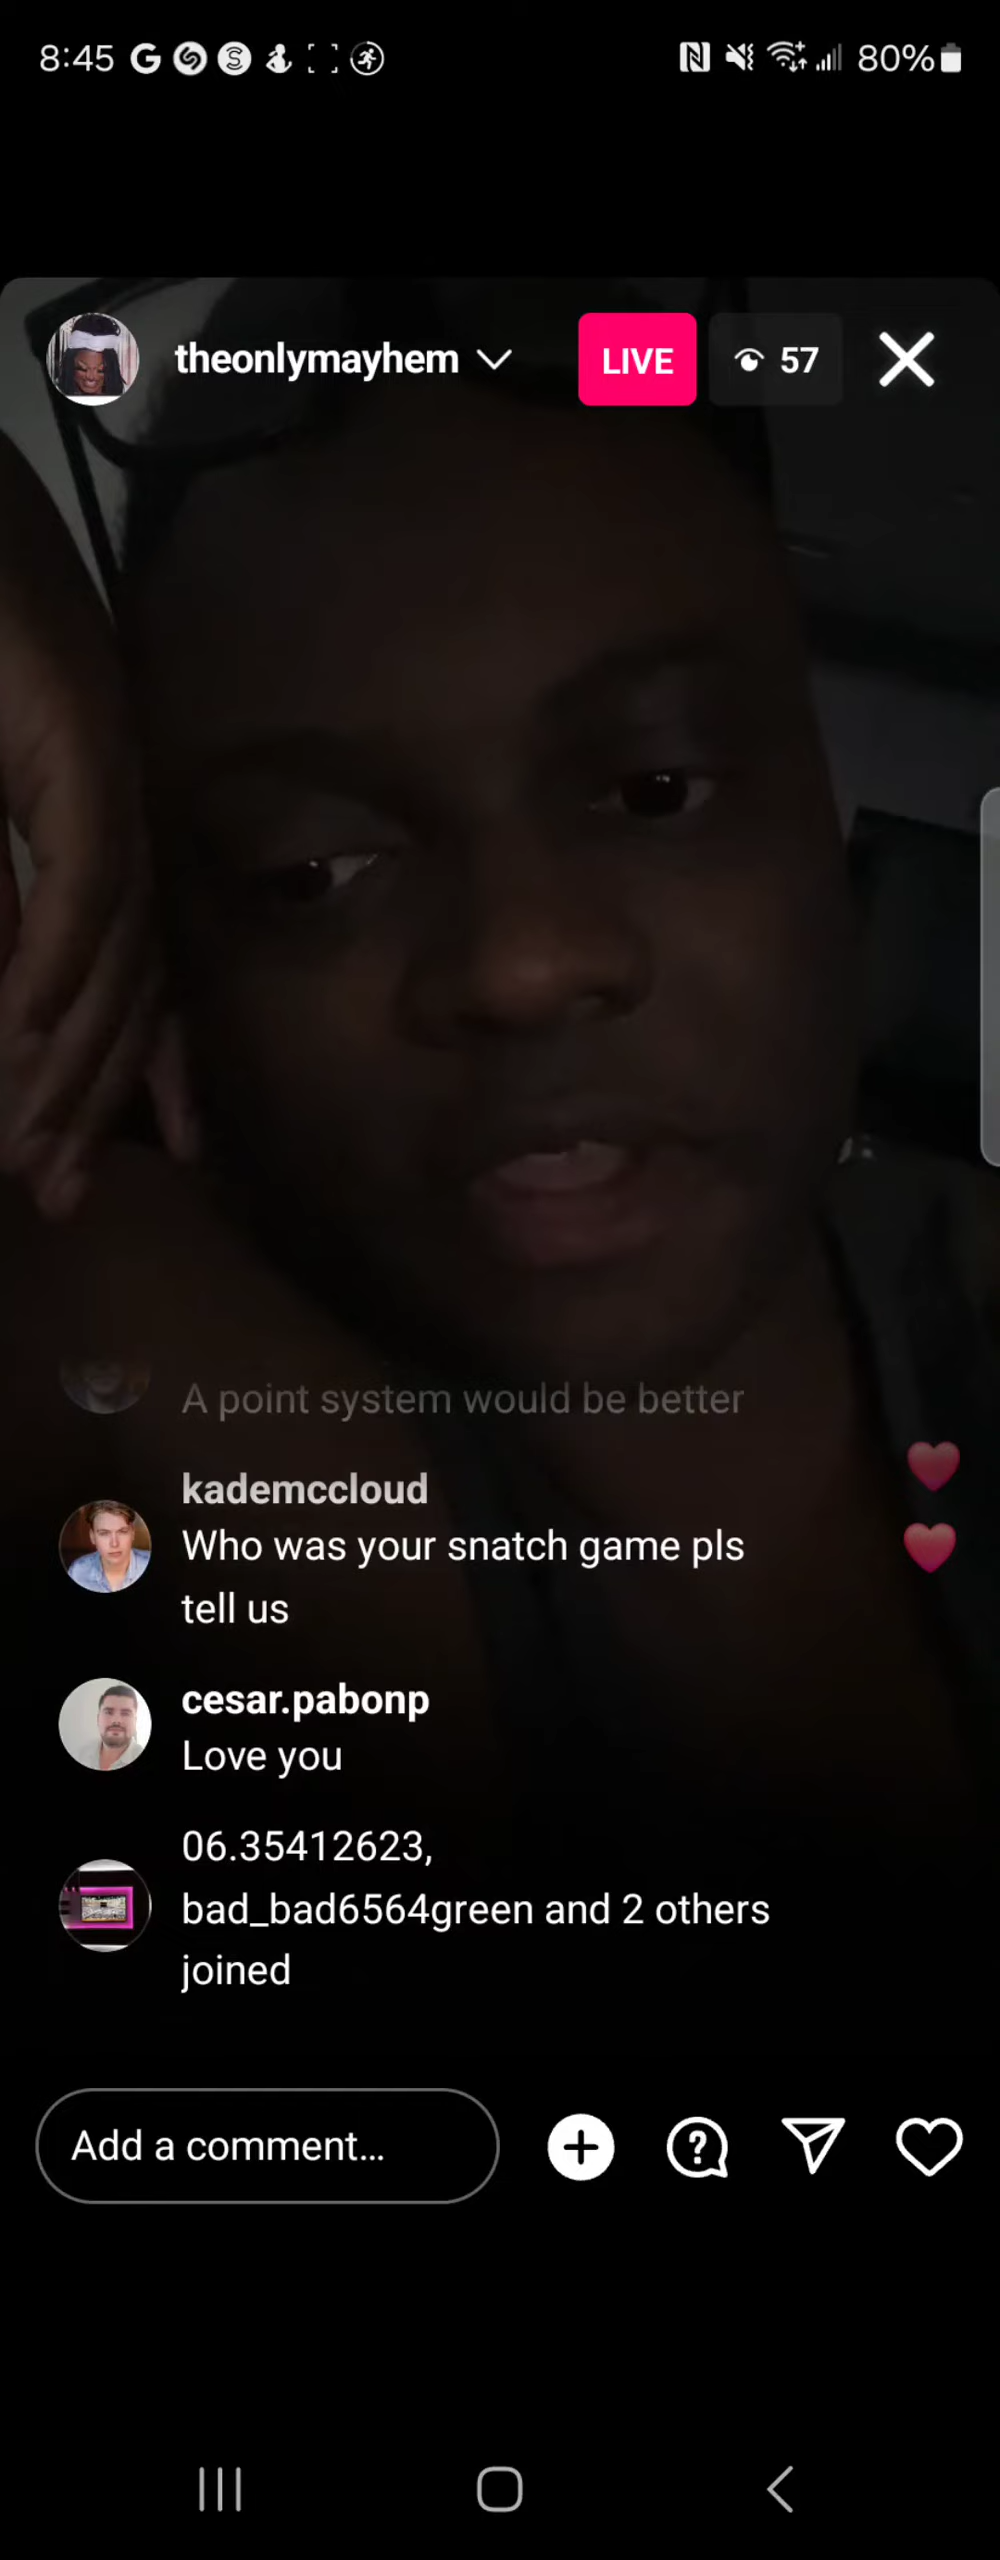 8:45
80%
theonlymayhem
LIVE
57
A point system would be better
kademccloud
Who was your snatch game pls
tell us
cesar.pabonp
Love you
06.35412623,
bad_bad6564green and 2 others
joined
Add a comment...